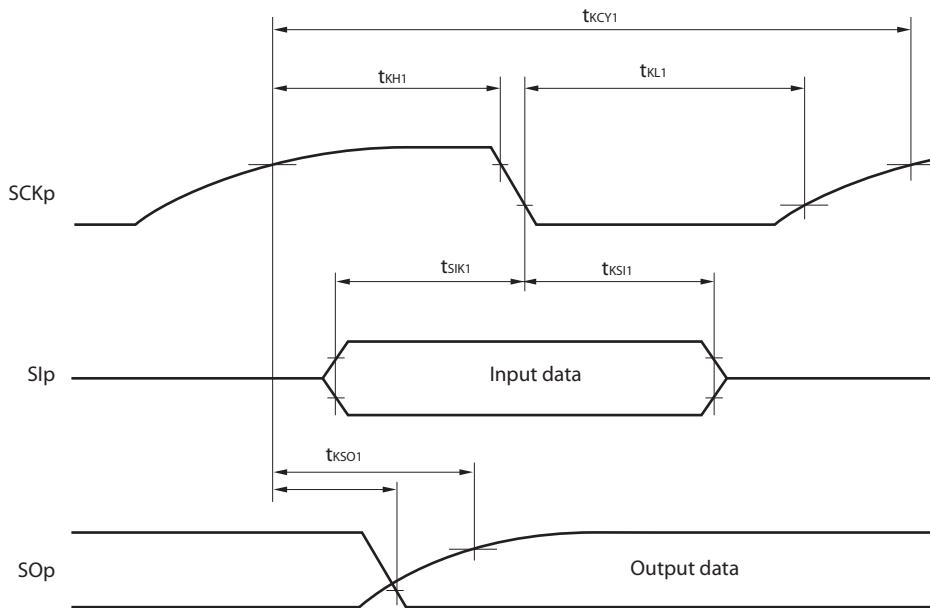 tKCY1
tKH1
tKL1
SCKp
tSIK1
tKSI1
SIp
Input data
tKSO1
SOp
Output data